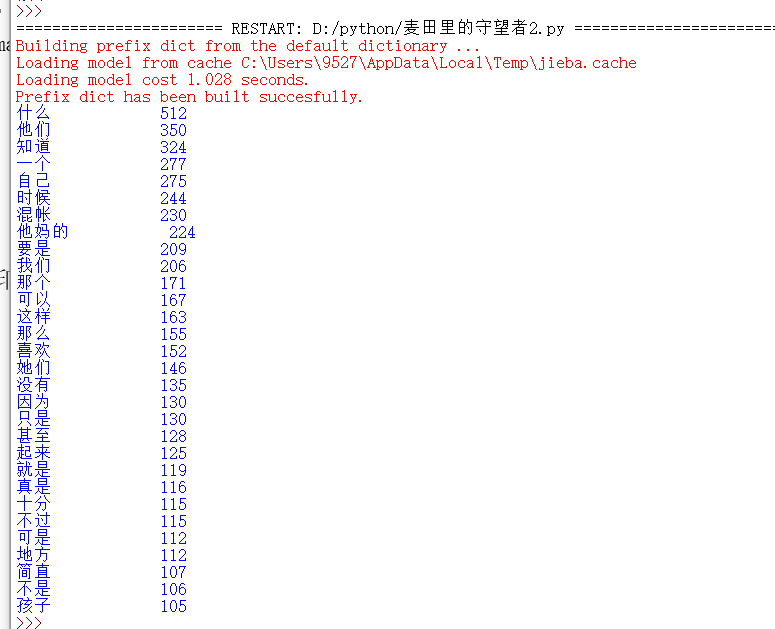 >>>
======================= RESTART: D:/python/麦田里的守望者2.py =======================
Building prefix dict from the default dictionary ...
Loading model from cache C:\Users\9527\AppData\Local\Temp\jieba.cache
Loading model cost 1.028 seconds.
Prefix dict has been built succesfully.
什么 512
他们 350
知道 324
一个 277
自己 275
时候 244
混帐 230
他妈的 224
要是 209
我们 206
那个 171
可以 167
这样 163
那么 155
喜欢 152
她们 146
没有 135
因为 130
只是 130
甚至 128
起来 125
就是 119
真是 116
十分 115
不过 115
可是 112
地方 112
简直 107
不是 106
孩子 105
>>>